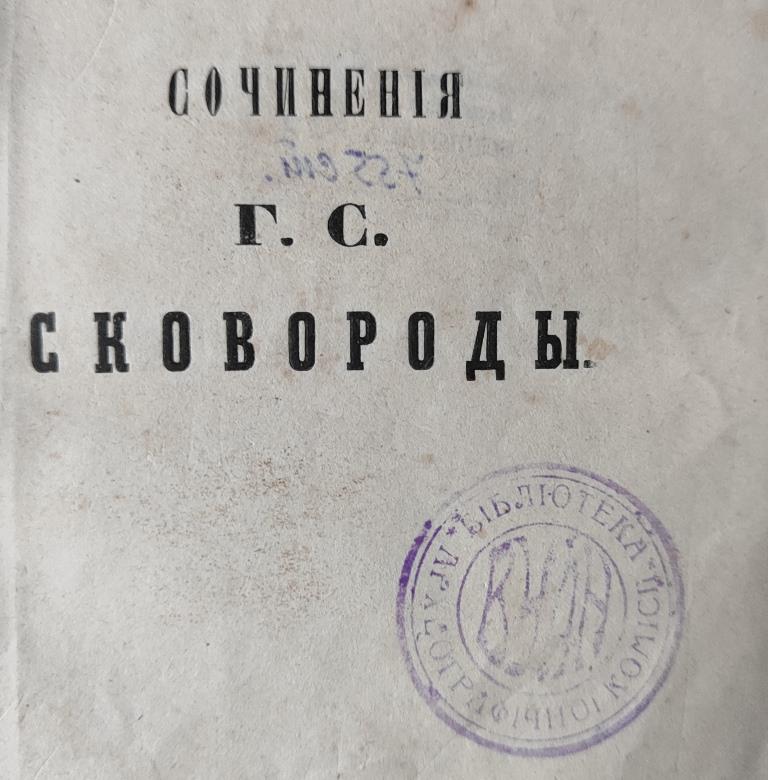 СОЧИНЕНІЯ
Г. С.
СКОВОРОДЫ.
БІБЛІОТЕКА АРХЕОГРАФІЧНОЇ КОМІСІЇ
ВУАН